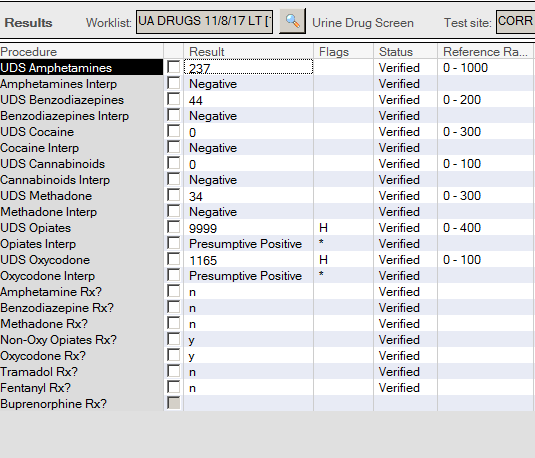 Results Worklist: UA DRUGS 11/8/17 LT [ Urine Drug Screen Test site: CORR
Procedure Result Flags Status Reference Ra...
UDS Amphetamines 237 Verified 0 - 1000
Amphetamines Interp Negative Verified
UDS Benzodiazepines 44 Verified 0 - 200
Benzodiazepines Interp Negative Verified
UDS Cocaine 0 Verified 0 - 300
Cocaine Interp Negative Verified
UDS Cannabinoids 0 Verified 0 - 100
Cannabinoids Interp Negative Verified
UDS Methadone 34 Verified 0 - 300
Methadone Interp Negative Verified
UDS Opiates 9999 H Verified 0 - 400
Opiates Interp Presumptive Positive * Verified
UDS Oxycodone 1165 H Verified 0 - 100
Oxycodone Interp Presumptive Positive * Verified
Amphetamine Rx? n Verified
Benzodiazepine Rx? n Verified
Methadone Rx? n Verified
Non-Oxy Opiates Rx? y Verified
Oxycodone Rx? y Verified
Tramadol Rx? n Verified
Fentanyl Rx? n Verified
Buprenorphine Rx?